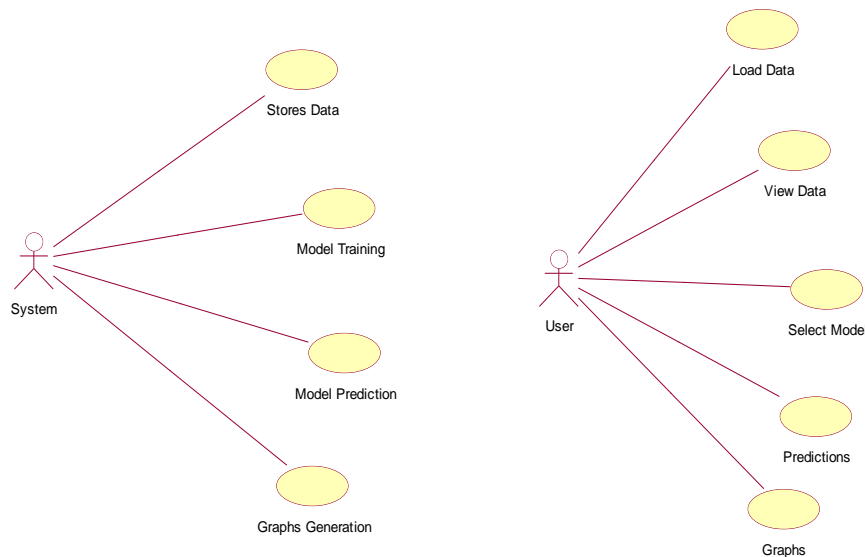 Stores Data
Model Training
System
Model Prediction
Graphs Generation
Load Data
View Data
User
Select Mode
Predictions
Graphs